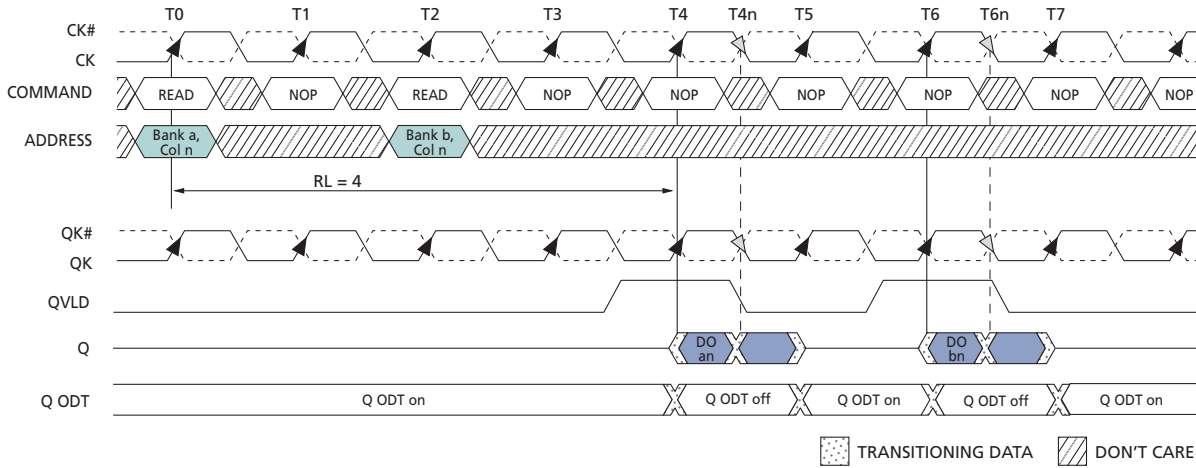 T0 T1 T2 T3 T4 T4n T5 T6 T6n T7
CK#
CK
COMMAND READ NOP READ NOP NOP NOP NOP NOP NOP
ADDRESS Bank a, Col n Bank b, Col n
RL = 4
QK#
QK
QVLD
Q DO an DO bn
Q ODT Q ODT on Q ODT off Q ODT on Q ODT off Q ODT on
TRANSITIONING DATA DON'T CARE